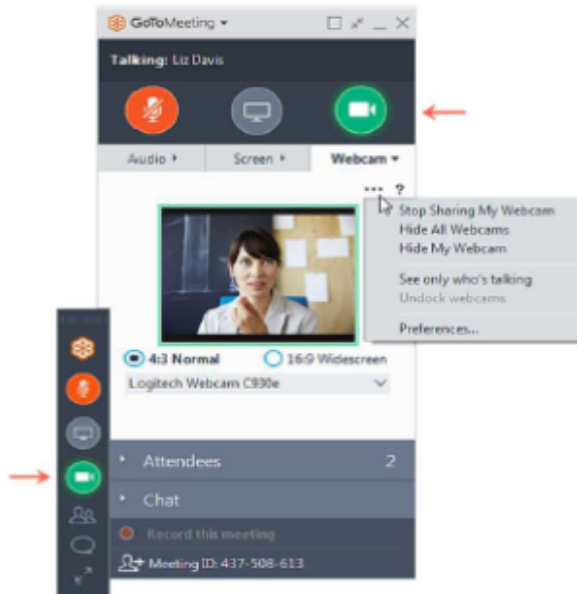 GoToMeeting
Talking: Liz Davis
Audio
Screen
Webcam
... ?
Stop Sharing My Webcam
Hide All Webcams
Hide My Webcam
See only who's talking
Undock webcams
Preferences...
4:3 Normal
16:9 Widescreen
Logitech Webcam C930e
Attendees 2
Chat
Record this meeting
Meeting ID: 437-508-613